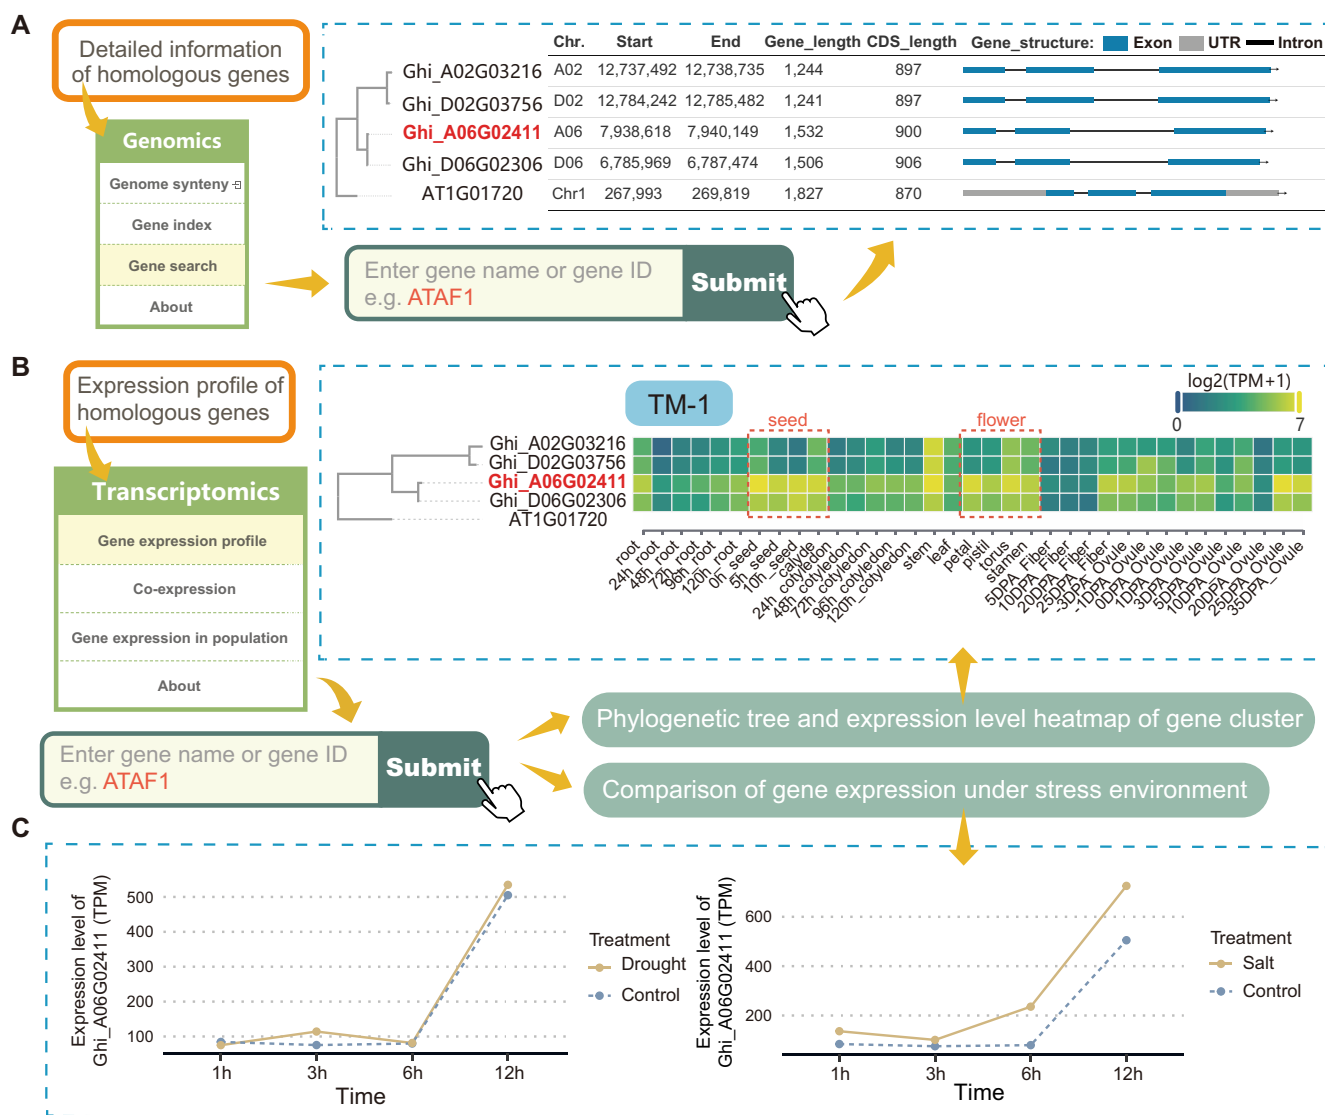 A
Detailed information
of homologous genes
Genomics
Genome synteny
Gene index
Gene search
About
Chr. Start End Gene_length CDS_length Gene_structure: Exon UTR Intron
Ghi_A02G03216 A02 12,737,492 12,738,735 1,244 897
Ghi_D02G03756 D02 12,784,242 12,785,482 1,241 897
Ghi_A06G02411 A06 7,938,618 7,940,149 1,532 900
Ghi_D06G02306 D06 6,785,969 6,787,474 1,506 906
AT1G01720 Chr1 267,993 269,819 1,827 870
Enter gene name or gene ID
e.g. ATAF1
Submit
B
Expression profile of
homologous genes
Transcriptomics
Gene expression profile
Co-expression
Gene expression in population
About
TM-1
log2(TPM+1)
0 7
seed
flower
Ghi_A02G03216
Ghi_D02G03756
Ghi_A06G02411
Ghi_D06G02306
AT1G01720
root
24h_root
48h_root
72h_root
96h_root
120h_root
0h_seed
5h_seed
10h_seed
calycle
24h_cotyledon
48h_cotyledon
72h_cotyledon
96h_cotyledon
120h_cotyledon
stem
leaf
petal
pistil
torus
stamen
5DPA_Fiber
10DPA_Fiber
20DPA_Fiber
25DPA_Fiber
-3DPA_Ovule
-1DPA_Ovule
0DPA_Ovule
1DPA_Ovule
3DPA_Ovule
5DPA_Ovule
10DPA_Ovule
20DPA_Ovule
25DPA_Ovule
35DPA_Ovule
Enter gene name or gene ID
e.g. ATAF1
Submit
Phylogenetic tree and expression level heatmap of gene cluster
Comparison of gene expression under stress environment
C
Expression level of
Ghi_A06G02411 (TPM)
500
400
300
200
100
1h 3h 6h 12h
Time
Treatment
Drought
Control
Expression level of
Ghi_A06G02411 (TPM)
600
400
200
1h 3h 6h 12h
Time
Treatment
Salt
Control